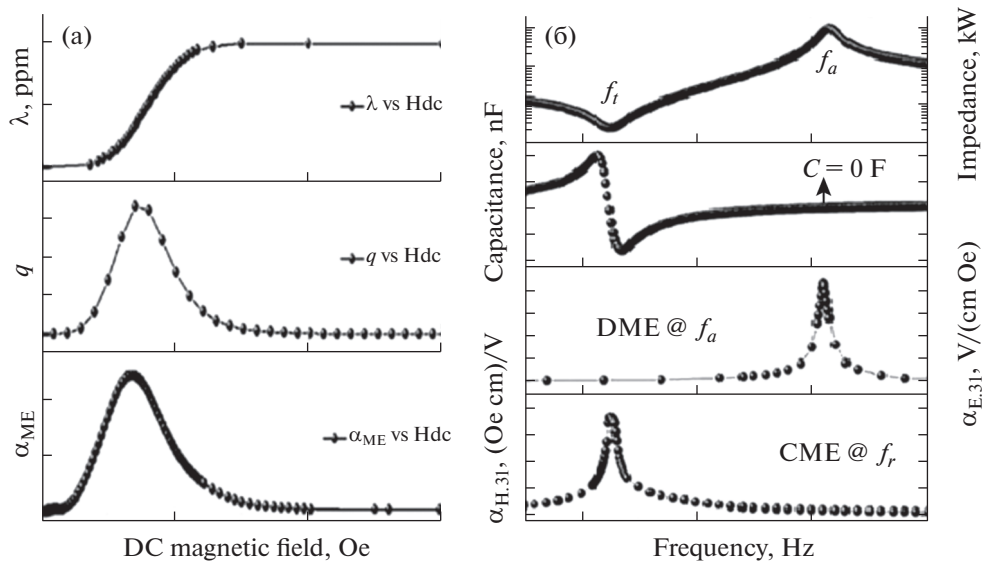 (а)
λ, ppm
λ vs Hdc
q
q vs Hdc
α_ME
α_ME vs Hdc
DC magnetic field, Oe
(б)
f_t
f_a
Impedance, kW
Capacitance, nF
C = 0 F
DME @ f_a
α_E.31, V/(cm Oe)
α_H.31, (Oe cm)/V
CME @ f_r
Frequency, Hz